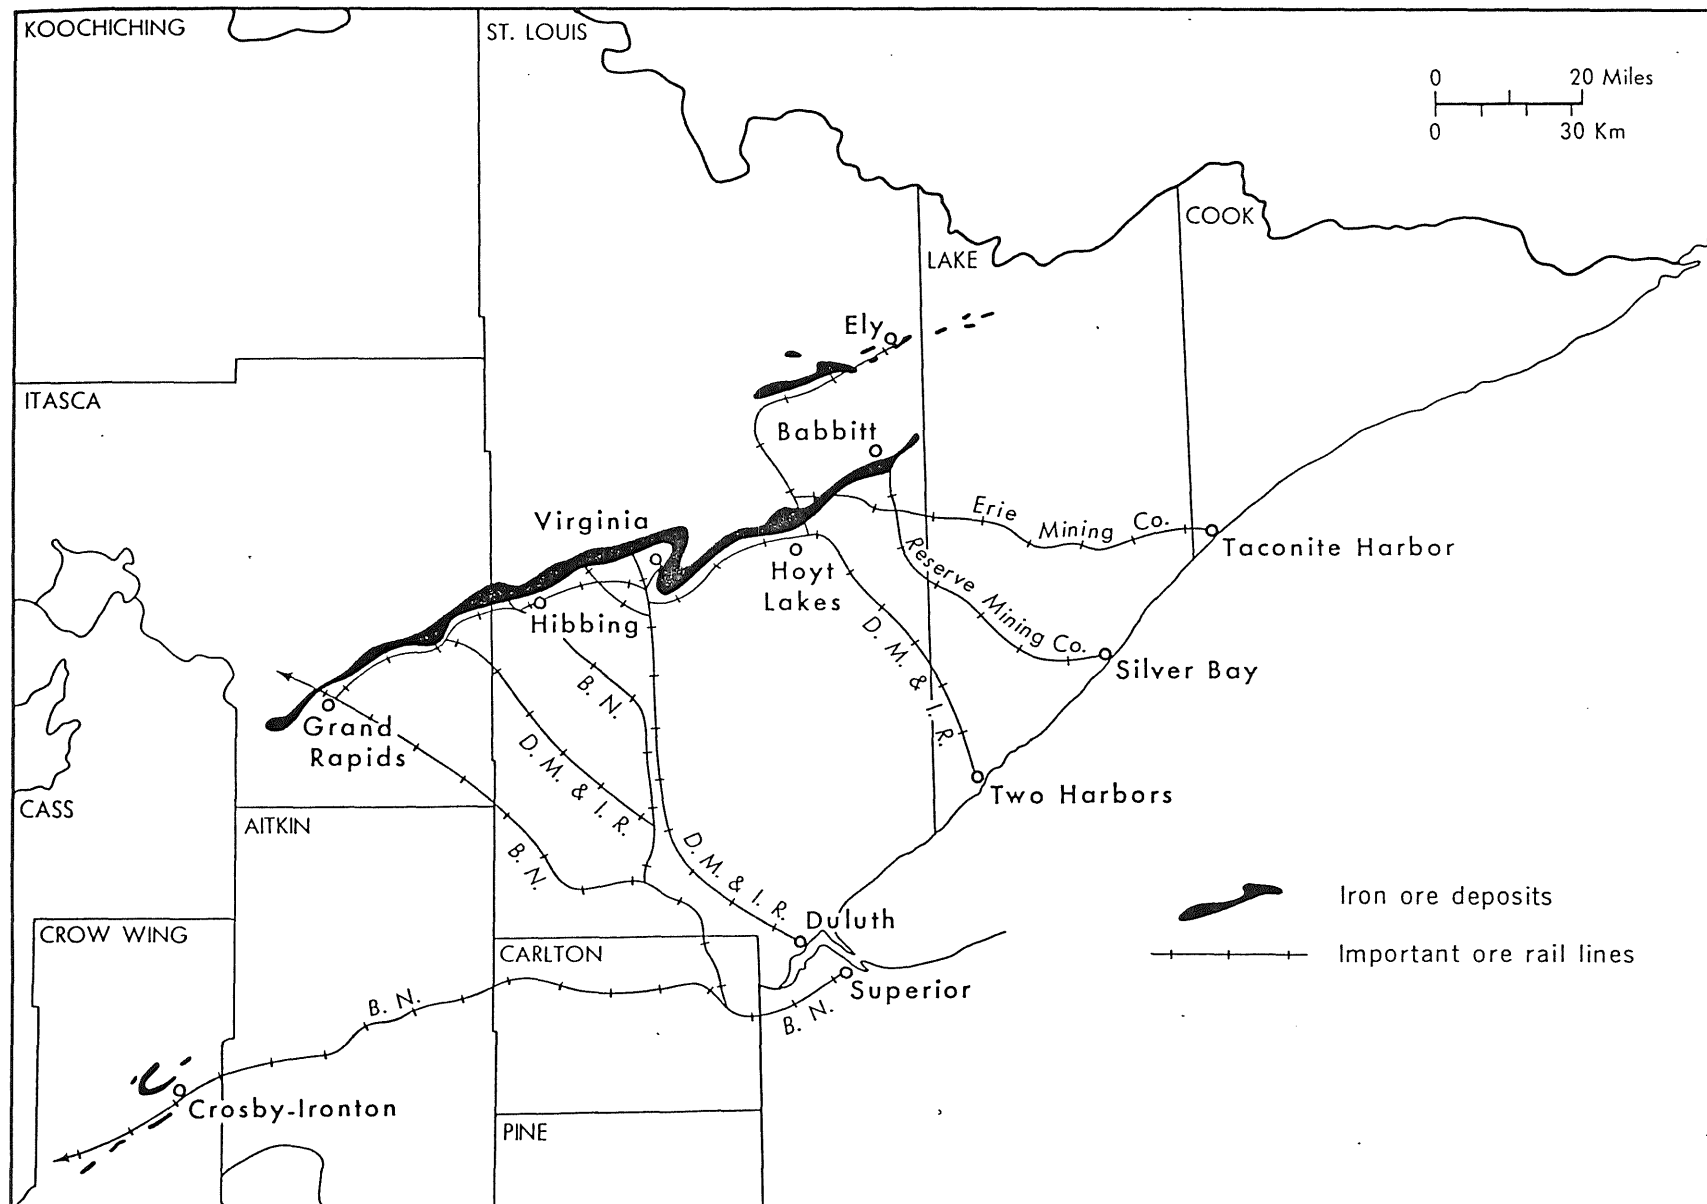 KOOCHICHING
ST. LOUIS
0 20 Miles
0 30 Km
COOK
LAKE
Ely
ITASCA
Babbitt
Virginia
Erie Mining Co.
Taconite Harbor
Hoyt
Lakes
Reserve Mining Co.
Hibbing
D. M. & I. R.
Silver Bay
B. N.
Grand
Rapids
D. M. & I. R.
Two Harbors
CASS
AITKIN
B. N.
D. M. & I. R.
Iron ore deposits
Duluth
CROW WING
CARLTON
Important ore rail lines
Superior
B. N.
B. N.
Crosby-Ironton
PINE